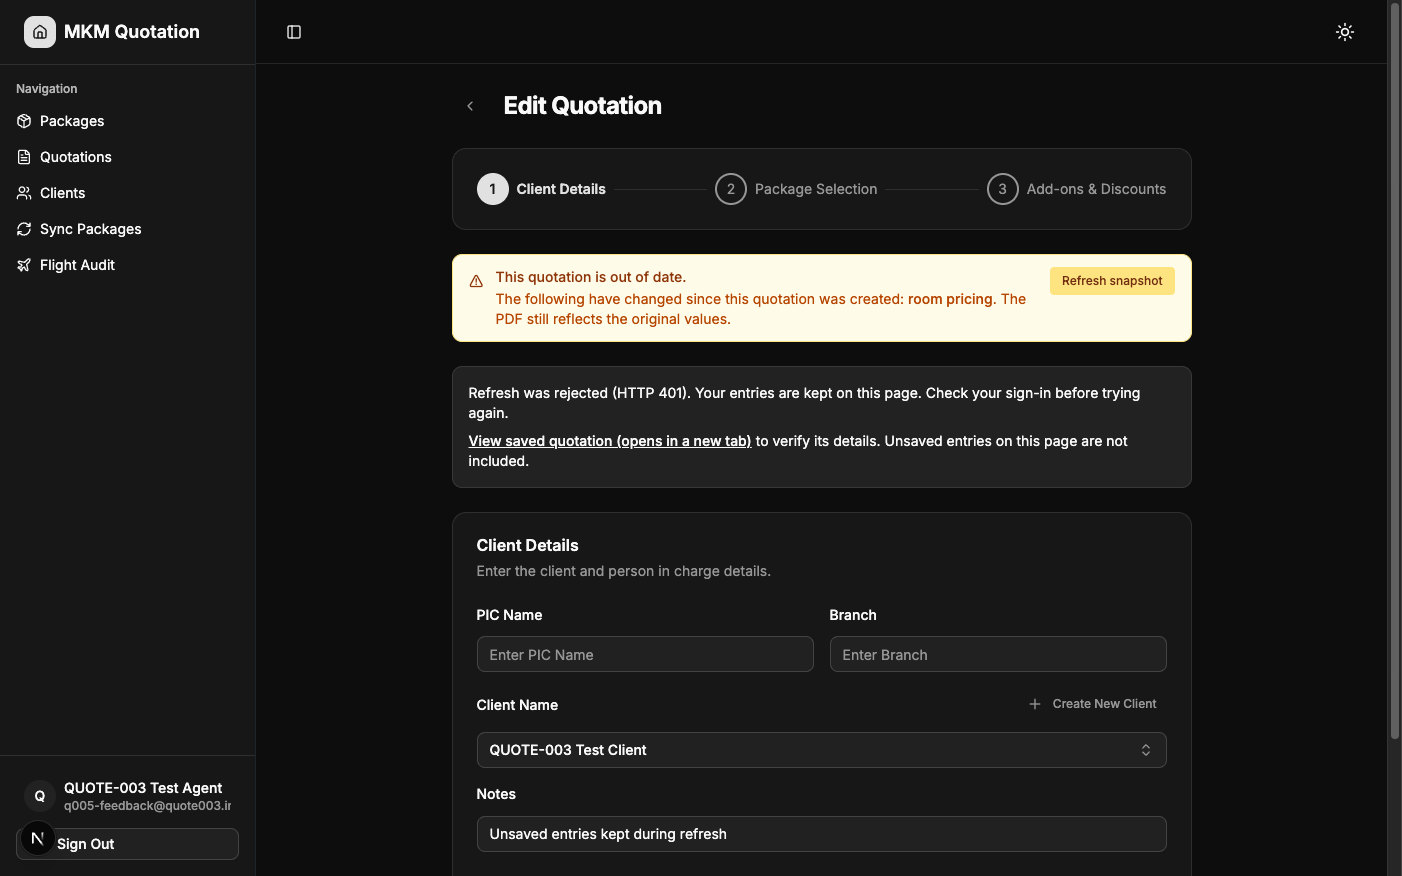 MKM Quotation
Navigation
Packages
Quotations
Clients
Sync Packages
Flight Audit
QUOTE-003 Test Agent
q005-feedback@quote003.ir
Sign Out
N
Q
Edit Quotation
1 Client Details
2 Package Selection
3 Add-ons & Discounts
This quotation is out of date.
The following have changed since this quotation was created: room pricing. The
PDF still reflects the original values.
Refresh snapshot
Refresh was rejected (HTTP 401). Your entries are kept on this page. Check your sign-in before trying
again.
View saved quotation (opens in a new tab) to verify its details. Unsaved entries on this page are not
included.
Client Details
Enter the client and person in charge details.
PIC Name
Branch
Enter PIC Name
Enter Branch
Client Name
Create New Client
QUOTE-003 Test Client
Notes
Unsaved entries kept during refresh